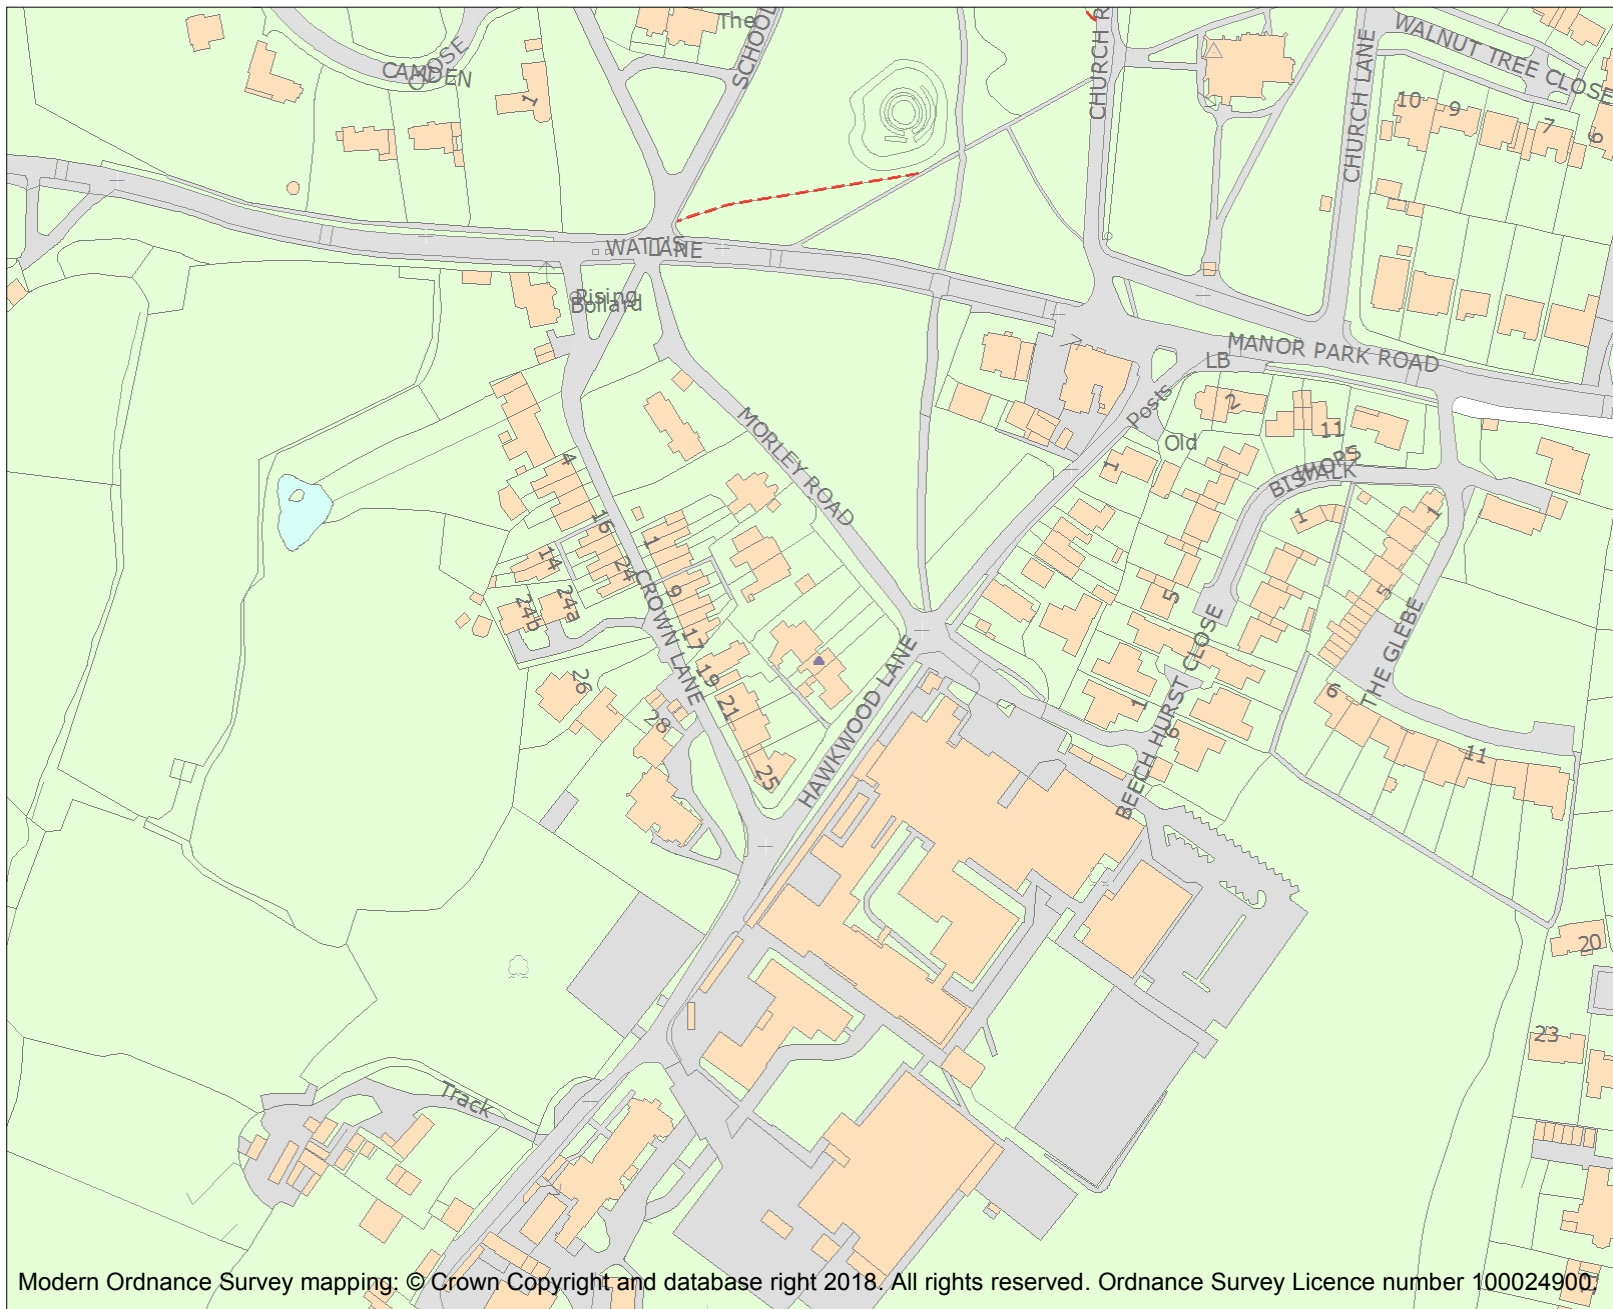 The
SCHOOL
CHURCH R
CHURCH LANE
WALNUT TREE CLOSE
CAMDEN
CLOSE
1
10
9
7
6
WATT'S
LANE
Rising
Bollard
MANOR PARK ROAD
LB
Posts
Old
2
11
BISHOPS
WALK
1
1
1
MORLEY ROAD
4
16
14
24
1
9
24a
24b
CROWN LANE
17
19
21
26
28
25
HAWKWOOD LANE
5
5
THE GLEBE
BEECH HURST CLOSE
1
6
6
11
20
23
Track
Modern Ordnance Survey mapping: © Crown Copyright and database right 2018. All rights reserved. Ordnance Survey Licence number 100024900.